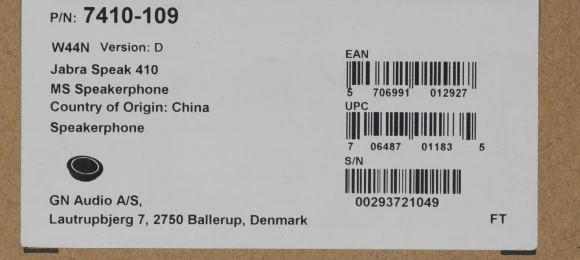 P/N: 7410-109
W44N Version: D
Jabra Speak 410
MS Speakerphone
Country of Origin: China
Speakerphone
GN Audio A/S,
Lautrupbjerg 7, 2750 Ballerup, Denmark
EAN
5 706991 012927
UPC
7 06487 01183 5
S/N
00293721049
FT